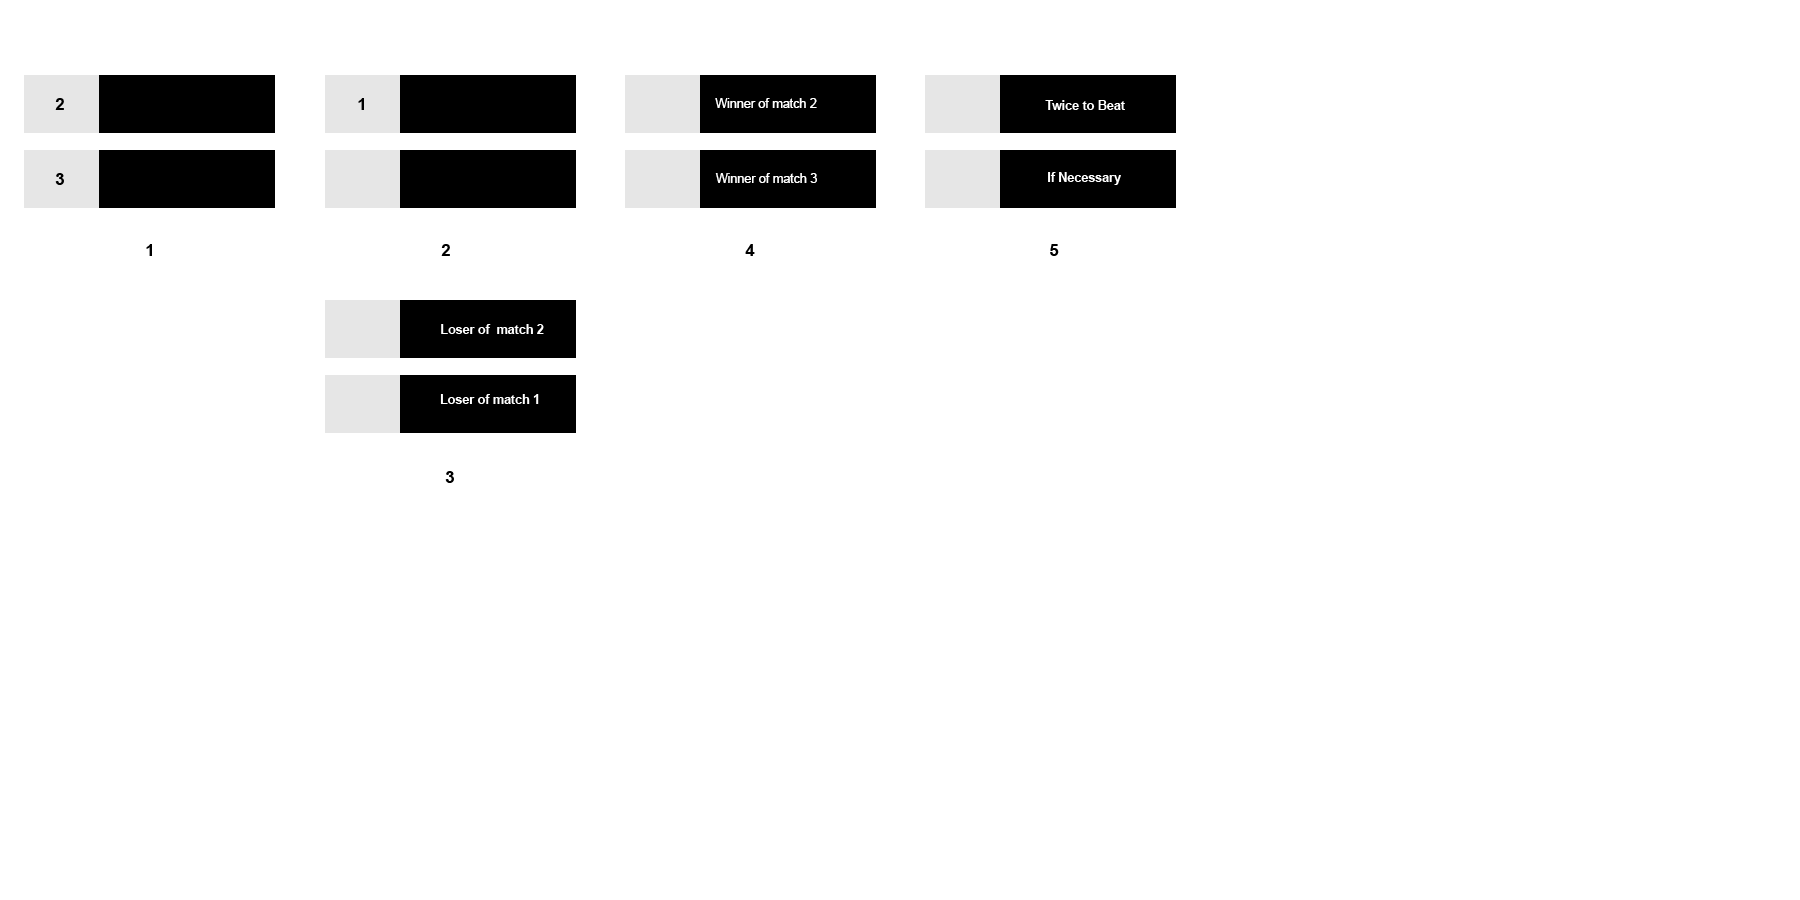 2
3
1
1
2
Loser of  match 2
Loser of match 1
3
Winner of match 2
Winner of match 3
4
Twice to Beat
If Necessary
5